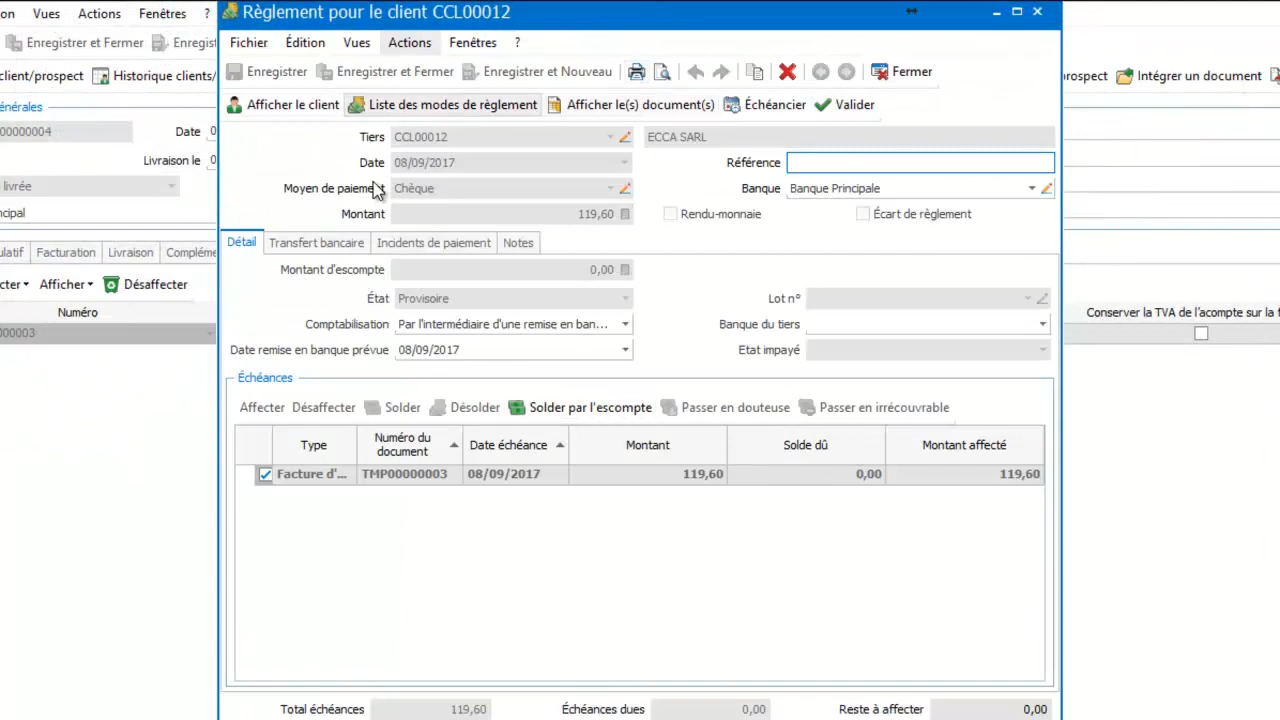 Règlement pour le client CCL00012
on Vues Actions Fenêtres ?
Fichier Édition Vues Actions Fenêtres ?
Enregistrer et Fermer Enregist
Enregistrer Enregistrer et Fermer Enregistrer et Nouveau Fermer
client/prospect Historique clients/
prospect Intégrer un document
Afficher le client Liste des modes de règlement Afficher le(s) document(s) Échéancier Valider
énérales
00000004 Date 0
Livraison le 0
livrée
cipal
ulatif Facturation Livraison Compléme
cter Afficher Désaffecter
Numéro
00003
Tiers CCL00012 ECCA SARL
Date 08/09/2017 Référence
Moyen de paiement Chèque Banque Banque Principale
Montant 119,60 Rendu-monnaie Écart de règlement
Détail Transfert bancaire Incidents de paiement Notes
Montant d'escompte 0,00
État Provisoire Lot n°
Comptabilisation Par l'intermédiaire d'une remise en ban... Banque du tiers
Date remise en banque prévue 08/09/2017 Etat impayé
Conserver la TVA de l'acompte sur la f
Échéances
Affecter Désaffecter Solder Désolder Solder par l'escompte Passer en douteuse Passer en irrécouvrable
Type Numéro du document Date échéance Montant Solde dû Montant affecté
Facture d'... TMP00000003 08/09/2017 119,60 0,00 119,60
Total échéances 119,60 Échéances dues 0,00 Reste à affecter 0,00